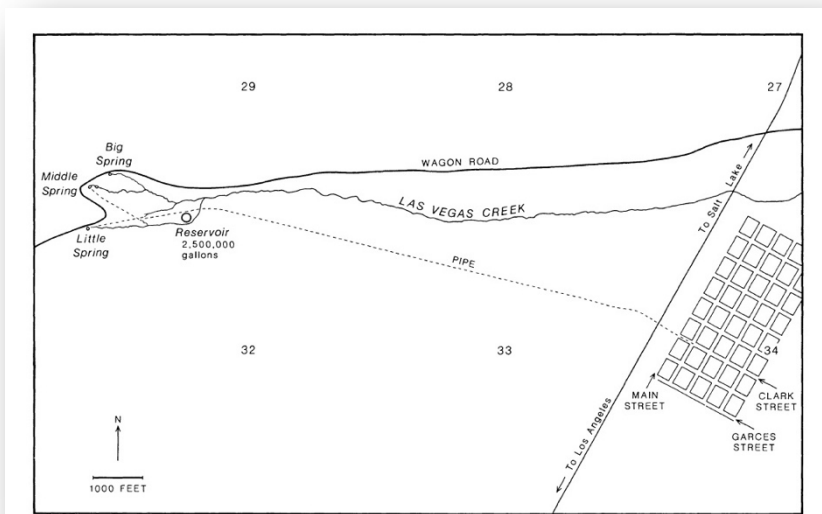 29
28
27
Big
Spring
Middle
Spring
WAGON ROAD
LAS VEGAS CREEK
To Salt Lake
Little
Spring
Reservoir
2,500,000
gallons
PIPE
32
33
34
MAIN
STREET
CLARK
STREET
GARCES
STREET
To Los Angeles
N
1000 FEET